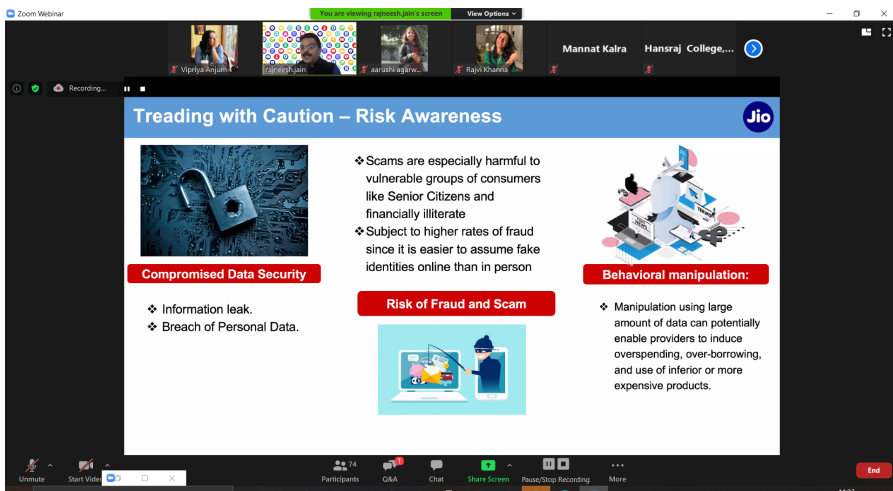 Zoom Webinar
You are viewing rajneesh.jain's screen
View Options
Vipriya Anjum
rajneesh.jain
aarushi agarw...
Rajvi Khanna
Mannat Kalra
Hansraj College,...
Recording...
Treading with Caution – Risk Awareness
Jio
Compromised Data Security
❖ Information leak.
❖ Breach of Personal Data.
❖Scams are especially harmful to
vulnerable groups of consumers
like Senior Citizens and
financially illiterate
❖Subject to higher rates of fraud
since it is easier to assume fake
identities online than in person
Risk of Fraud and Scam
Behavioral manipulation:
❖ Manipulation using large
amount of data can potentially
enable providers to induce
overspending, over-borrowing,
and use of inferior or more
expensive products.
Unmute
Start Video
74
Participants
1
Q&A
Chat
Share Screen
Pause/Stop Recording
More
End